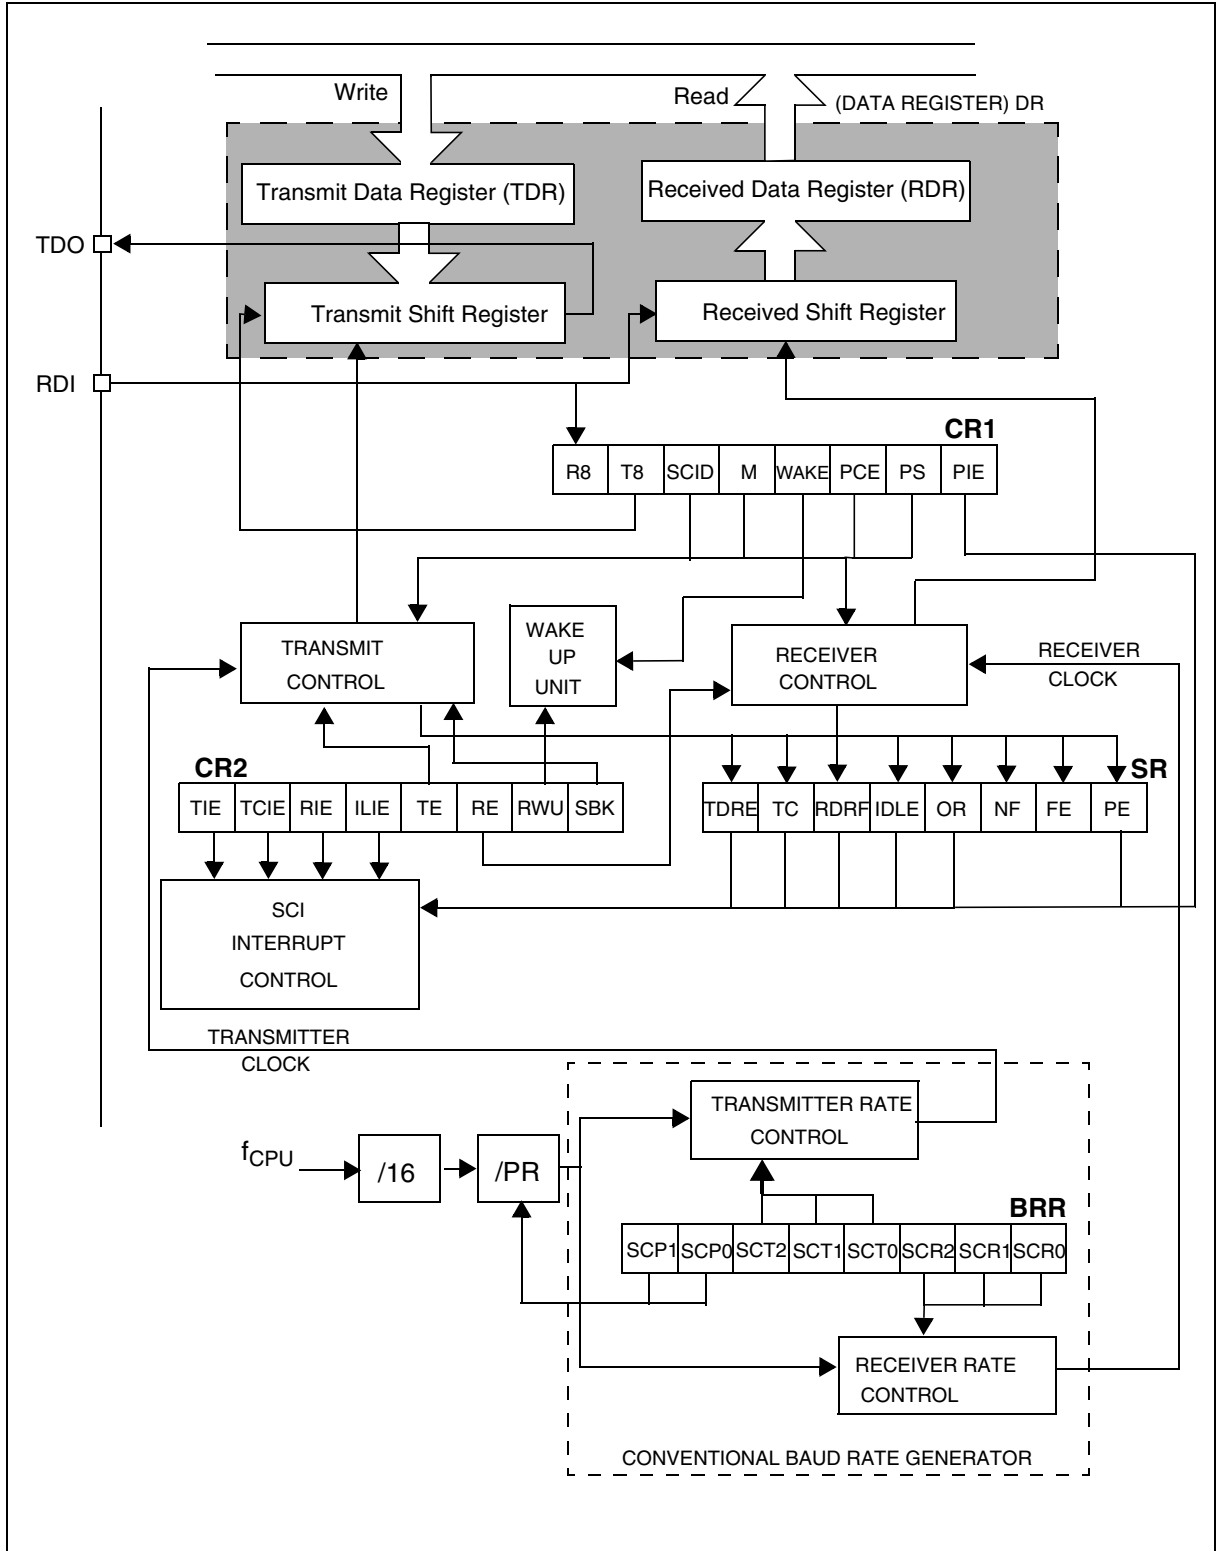 Write
Read
(DATA REGISTER) DR
Transmit Data Register (TDR)
Received Data Register (RDR)
TDO
Transmit Shift Register
Received Shift Register
RDI
CR1
R8 T8 SCID M WAKE PCE PS PIE
TRANSMIT
CONTROL
WAKE
UP
UNIT
RECEIVER
CONTROL
RECEIVER
CLOCK
CR2
TIE TCIE RIE ILIE TE RE RWU SBK
SR
TDRE TC RDRF IDLE OR NF FE PE
SCI
INTERRUPT
CONTROL
TRANSMITTER
CLOCK
TRANSMITTER RATE
CONTROL
fCPU
/16
/PR
BRR
SCP1 SCP0 SCT2 SCT1 SCT0 SCR2 SCR1 SCR0
RECEIVER RATE
CONTROL
CONVENTIONAL BAUD RATE GENERATOR